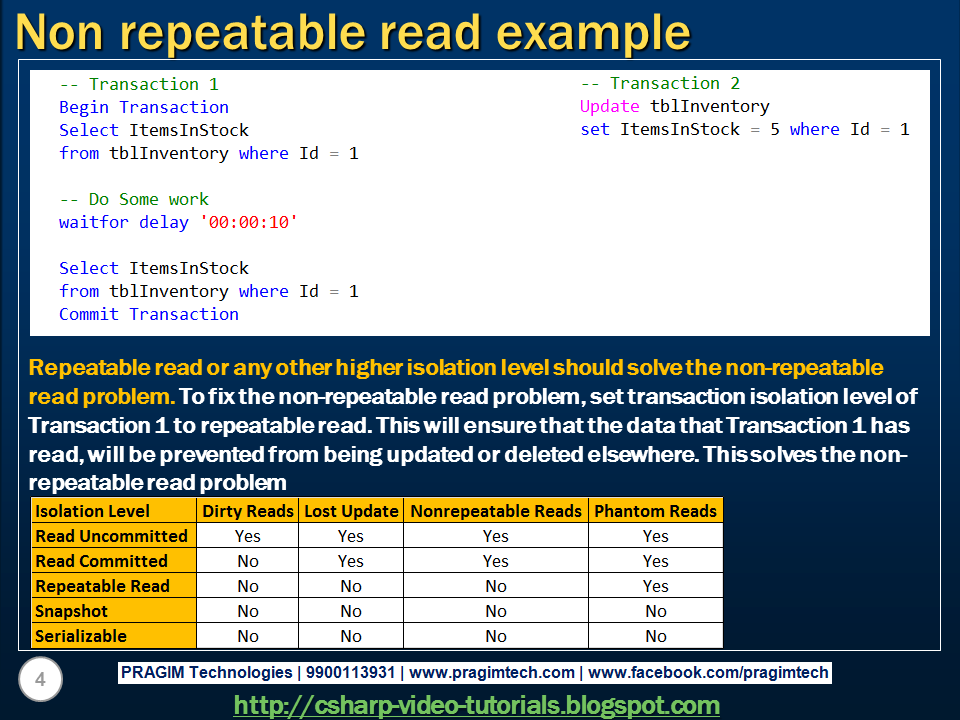 Non repeatable read example
-- Transaction 1
Begin Transaction
Select ItemsInStock
from tblInventory where Id = 1
-- Do Some work
waitfor delay '00:00:10'
Select ItemsInStock
from tblInventory where Id = 1
Commit Transaction
-- Transaction 2
Update tblInventory
set ItemsInStock = 5 where Id = 1
Repeatable read or any other higher isolation level should solve the non-repeatable
read problem. To fix the non-repeatable read problem, set transaction isolation level of
Transaction 1 to repeatable read. This will ensure that the data that Transaction 1 has
read, will be prevented from being updated or deleted elsewhere. This solves the non-
repeatable read problem
Isolation Level Dirty Reads Lost Update Nonrepeatable Reads Phantom Reads
Read Uncommitted Yes Yes Yes Yes
Read Committed No Yes Yes Yes
Repeatable Read No No No Yes
Snapshot No No No No
Serializable No No No No
4
PRAGIM Technologies | 9900113931 | www.pragimtech.com | www.facebook.com/pragimtech
http://csharp-video-tutorials.blogspot.com